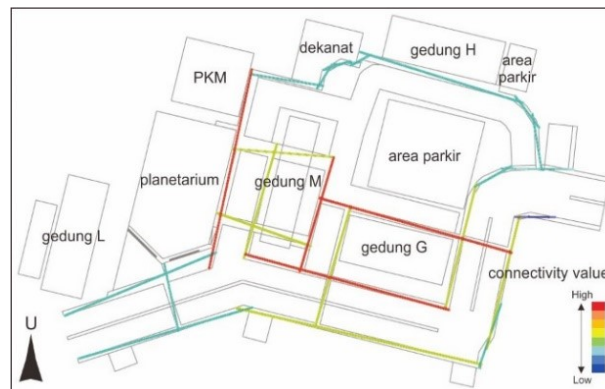 dekanat
gedung H
area
parkir
PKM
area parkir
planetarium
gedung M
gedung L
gedung G
connectivity value
High
Low
U